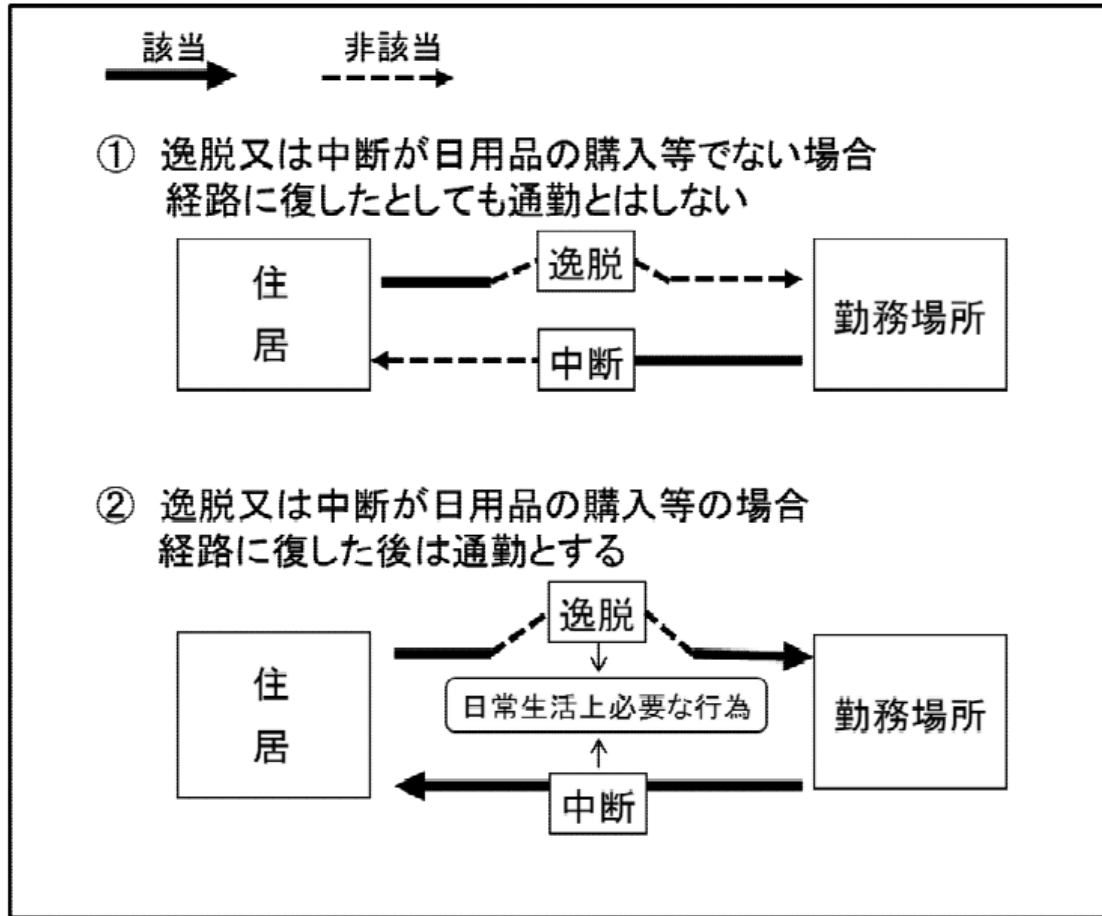 該当 非該当
① 逸脱又は中断が日用品の購入等でない場合
経路に復したとしても通勤とはしない
住居
逸脱
中断
勤務場所
② 逸脱又は中断が日用品の購入等の場合
経路に復した後は通勤とする
住居
逸脱
日常生活上必要な行為
中断
勤務場所